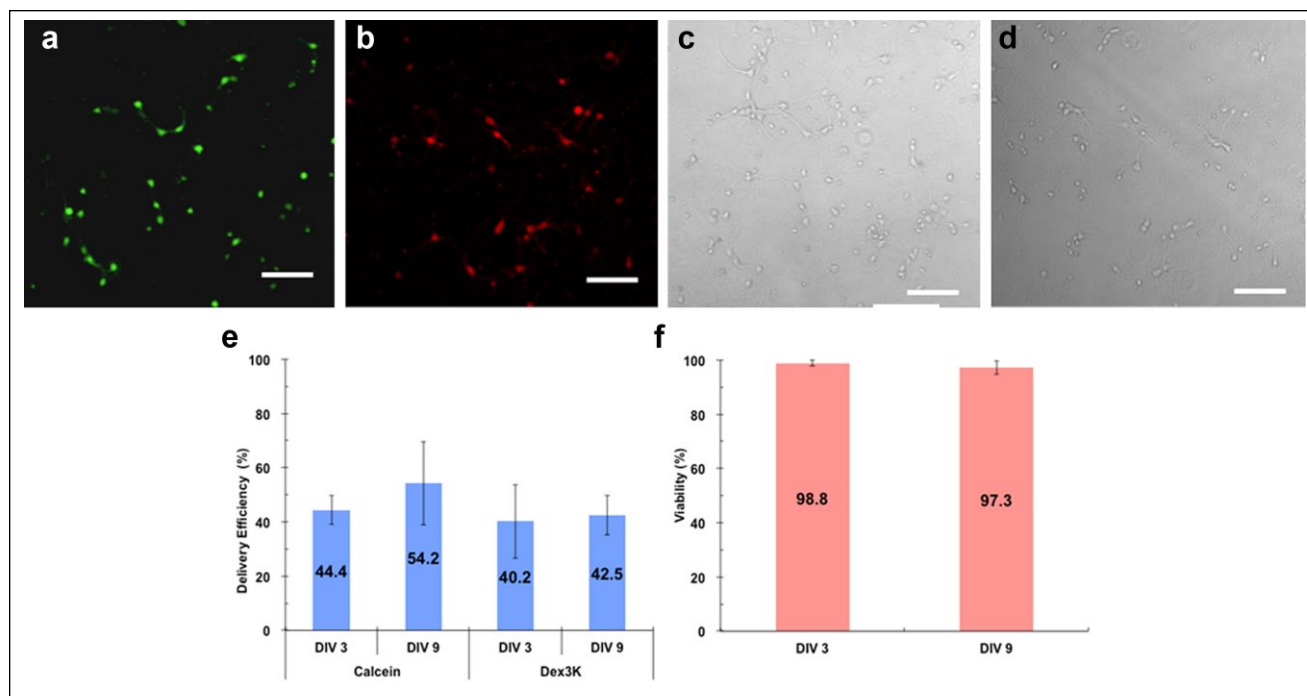 a b c d
e
100
80
60
40
20
0
Delivery Efficiency (%)
44.4 54.2 40.2 42.5
DIV 3 DIV 9 DIV 3 DIV 9
Calcein Dex3K
f
100
80
60
40
20
0
Viability (%)
98.8 97.3
DIV 3 DIV 9